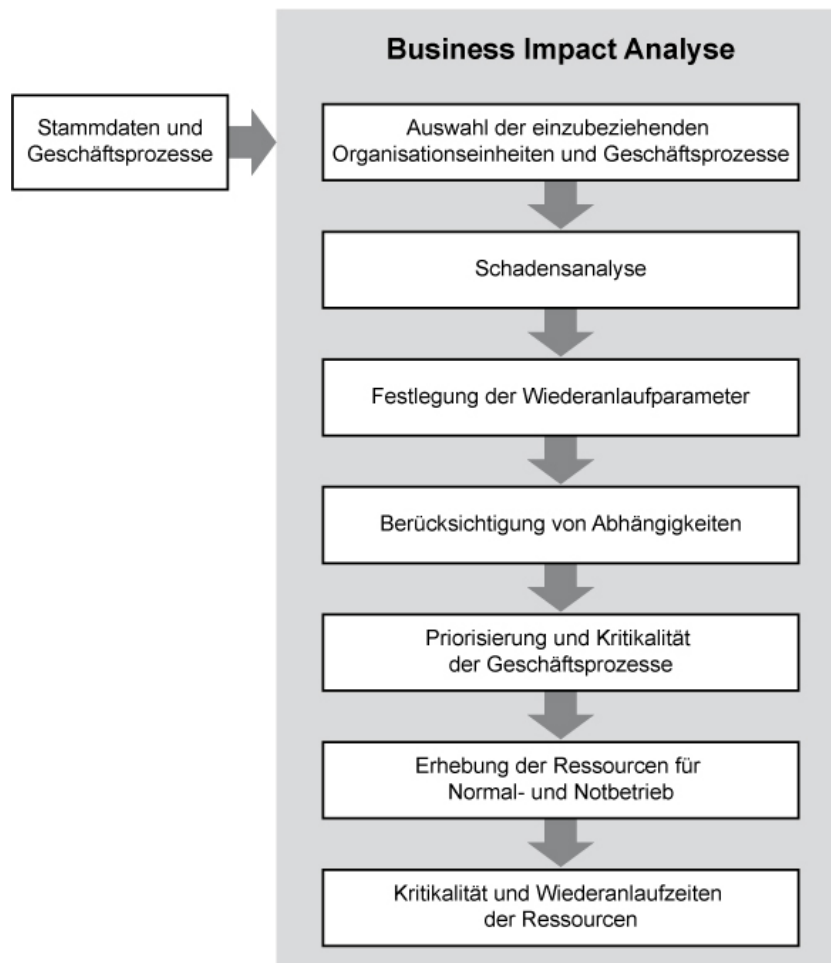 Business Impact Analyse
Stammdaten und
Geschäftsprozesse
Auswahl der einzubeziehenden
Organisationseinheiten und Geschäftsprozesse
Schadensanalyse
Festlegung der Wiederanlaufparameter
Berücksichtigung von Abhängigkeiten
Priorisierung und Kritikalität
der Geschäftsprozesse
Erhebung der Ressourcen für
Normal- und Notbetrieb
Kritikalität und Wiederanlaufzeiten
der Ressourcen